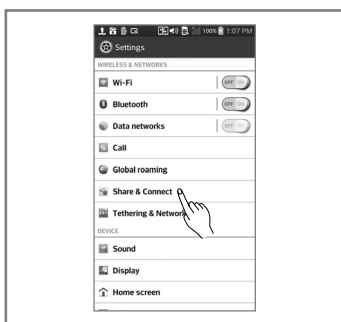 100% 1:07 PM
Settings
WIRELESS & NETWORKS
Wi-Fi OFF ON
Bluetooth OFF ON
Data networks OFF ON
Call
Global roaming
Share & Connect
Tethering & Network
DEVICE
Sound
Display
Home screen